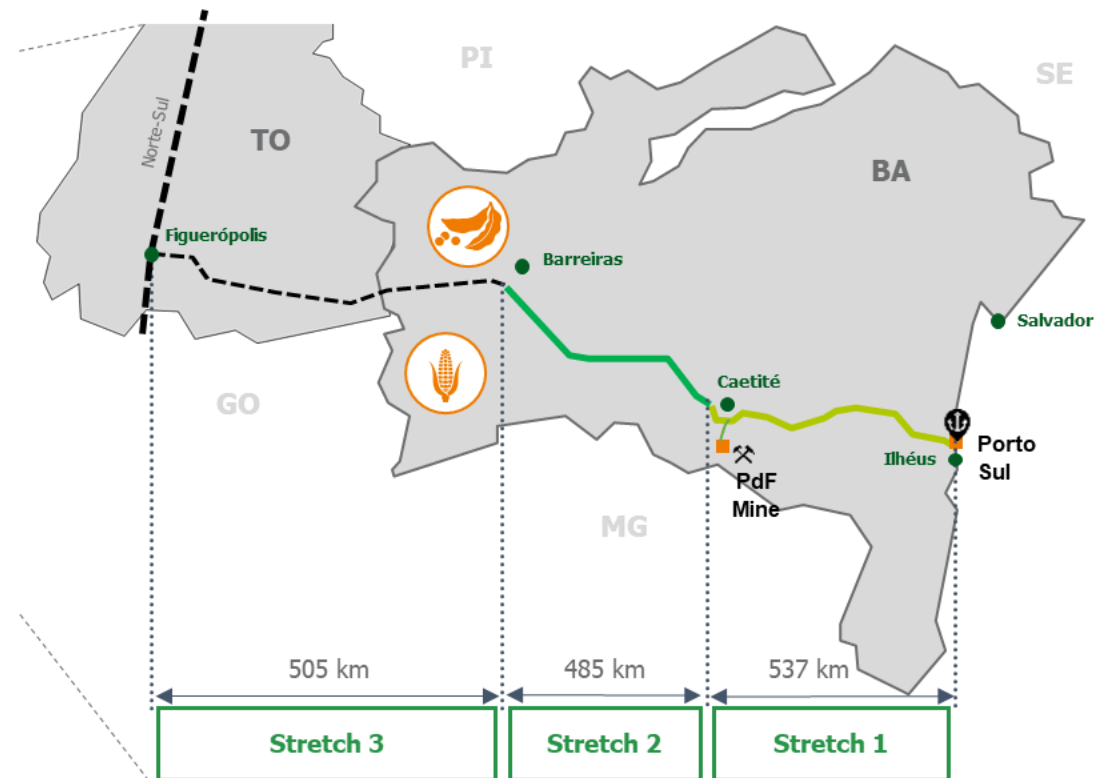 PI
SE
Norte-Sul
TO
BA
Figuerópolis
Barreiras
Salvador
Caetité
GO
Porto
Sul
Ilhéus
PdF
Mine
MG
505 km
485 km
537 km
Stretch 3
Stretch 2
Stretch 1